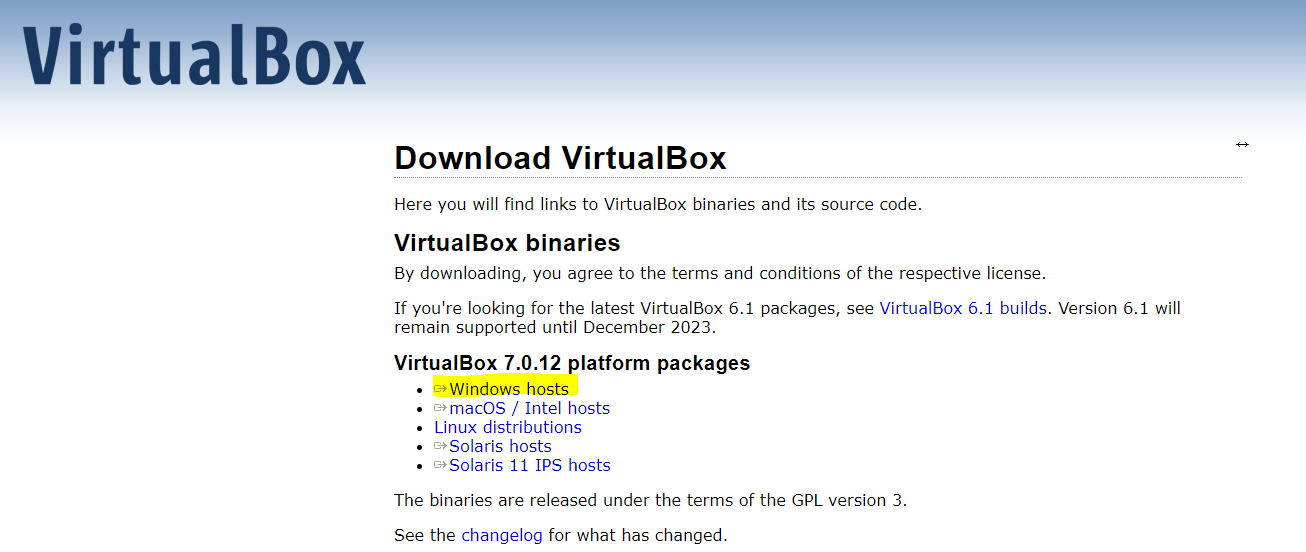 VirtualBox
Download VirtualBox
Here you will find links to VirtualBox binaries and its source code.
VirtualBox binaries
By downloading, you agree to the terms and conditions of the respective license.
If you're looking for the latest VirtualBox 6.1 packages, see VirtualBox 6.1 builds. Version 6.1 will
remain supported until December 2023.
VirtualBox 7.0.12 platform packages
Windows hosts
macOS / Intel hosts
Linux distributions
Solaris hosts
Solaris 11 IPS hosts
The binaries are released under the terms of the GPL version 3.
See the changelog for what has changed.